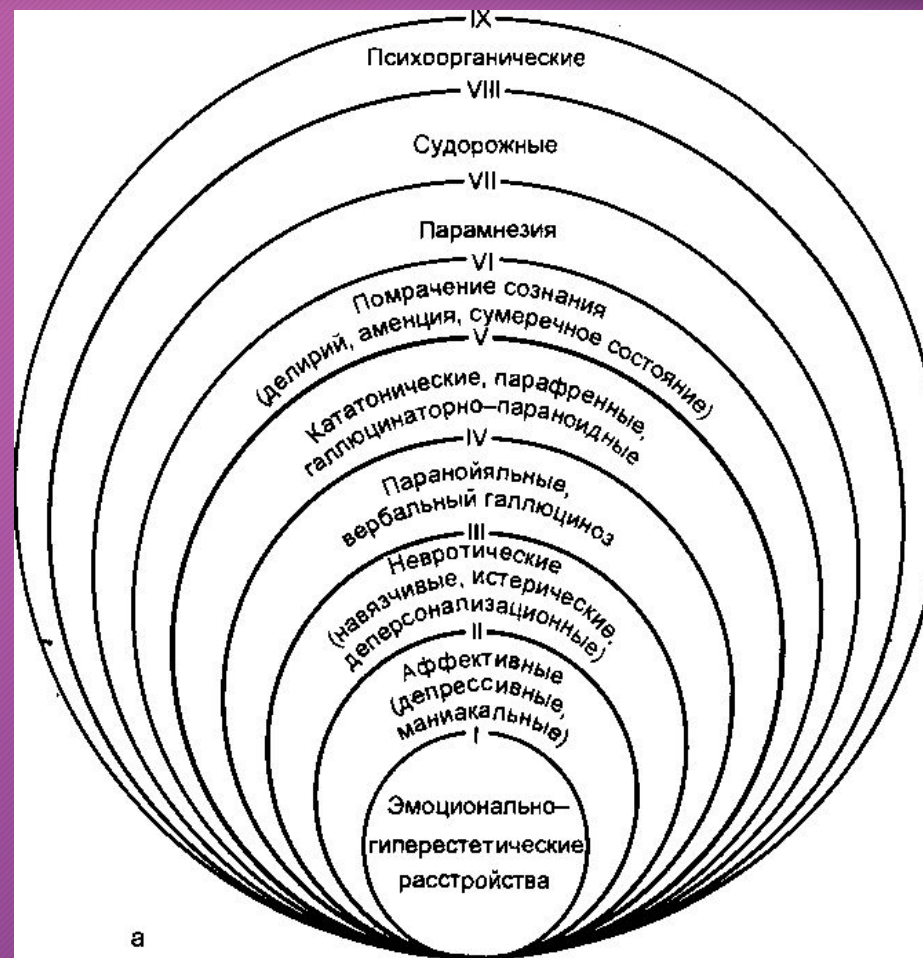 IX
Психоорганические
VIII
Судорожные
VII
Парамнезия
VI
Помрачение сознания
(делирий, аменция, сумеречное состояние)
V
Кататонические, парафренные,
галлюцинаторно–параноидные
IV
Паранойяльные,
вербальный галлюциноз
III
Невротические
(навязчивые, истерические,
деперсонализационные)
II
Аффективные
(депрессивные,
маниакальные)
I
Эмоционально–
гиперестетические
расстройства
а